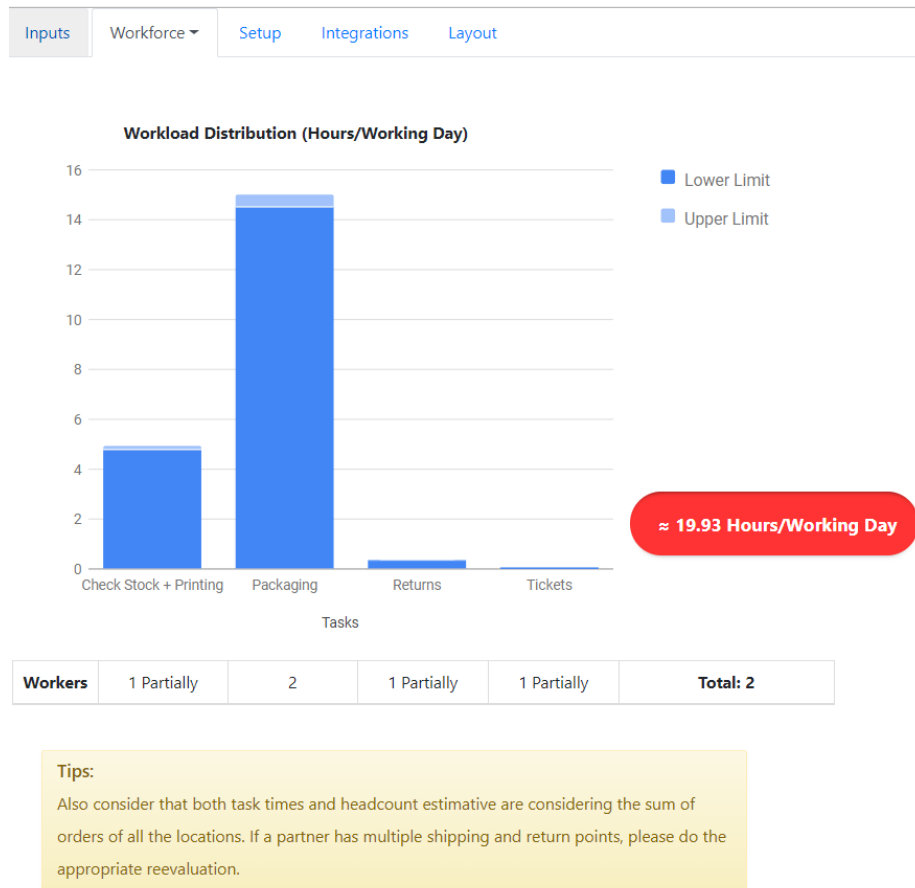 Inputs Workforce Setup Integrations Layout
Workload Distribution (Hours/Working Day)
16
14
12
10
8
6
4
2
0
Lower Limit
Upper Limit
≈ 19.93 Hours/Working Day
Check Stock + Printing Packaging Returns Tickets
Tasks
Workers 1 Partially 2 1 Partially 1 Partially Total: 2
Tips:
Also consider that both task times and headcount estimative are considering the sum of
orders of all the locations. If a partner has multiple shipping and return points, please do the
appropriate reevaluation.